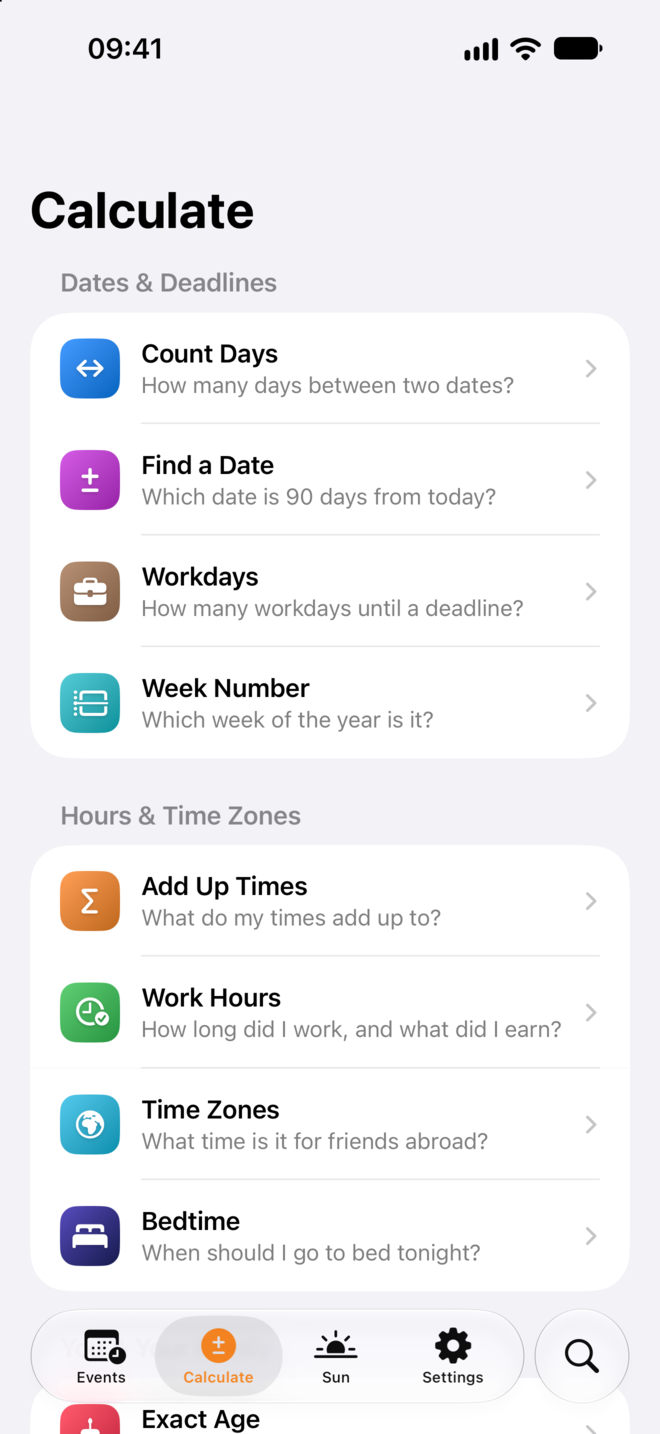 09:41
Calculate
Dates & Deadlines
Count Days
How many days between two dates?
Find a Date
Which date is 90 days from today?
Workdays
How many workdays until a deadline?
Week Number
Which week of the year is it?
Hours & Time Zones
Add Up Times
What do my times add up to?
Work Hours
How long did I work, and what did I earn?
Time Zones
What time is it for friends abroad?
Bedtime
When should I go to bed tonight?
Events
Calculate
Sun
Settings
Exact Age